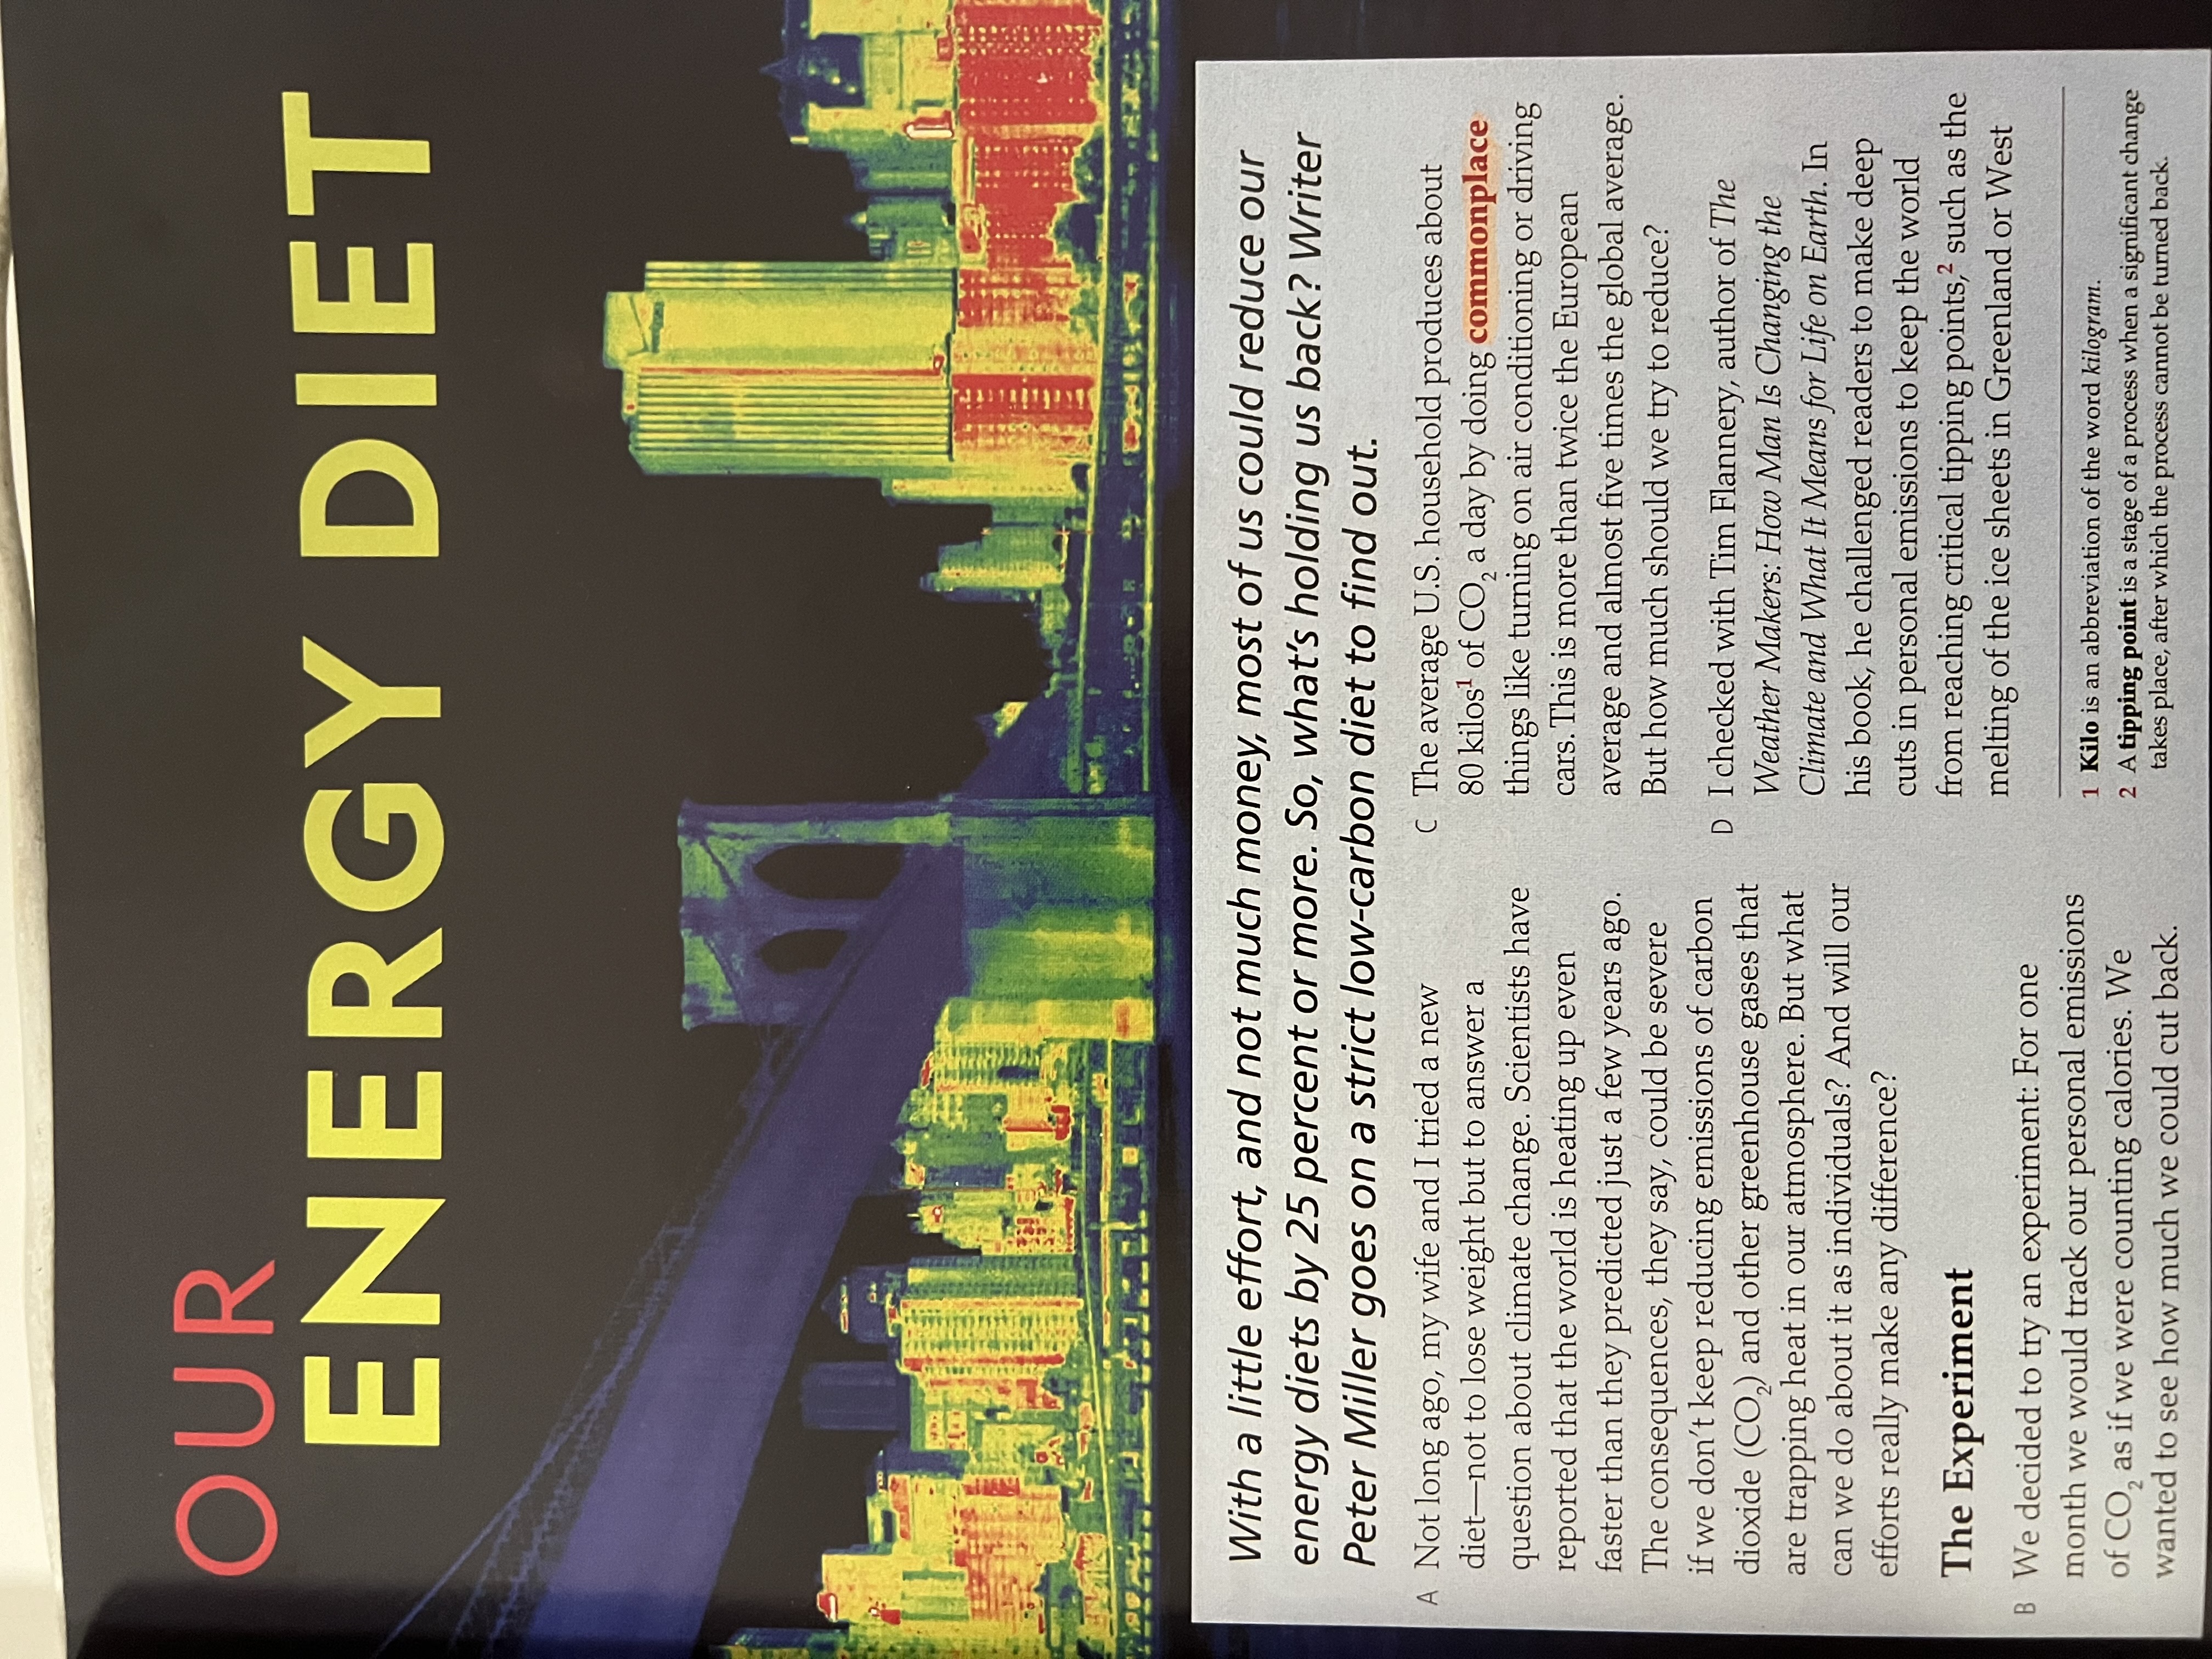 OUR
ENERGY DIET
With a little effort, and not much money, most of us could reduce our
energy diets by 25 percent or more. So, what's holding us back? Writer
Peter Miller goes on a strict low-carbon diet to find out.
A Not long ago, my wife and I tried a new
diet—not to lose weight but to answer a
question about climate change. Scientists have
reported that the world is heating up even
faster than they predicted just a few years ago.
The consequences, they say, could be severe
if we don't keep reducing emissions of carbon
dioxide (CO₂) and other greenhouse gases that
are trapping heat in our atmosphere. But what
can we do about it as individuals? And will our
efforts really make any difference?
The Experiment
B We decided to try an experiment: For one
month we would track our personal emissions
of CO₂ as if we were counting calories. We
wanted to see how much we could cut back.
C The average U.S. household produces about
80 kilos¹ of CO₂ a day by doing commonplace
things like turning on air conditioning or driving
cars. This is more than twice the European
average and almost five times the global average.
But how much should we try to reduce?
D I checked with Tim Flannery, author of The
Weather Makers: How Man Is Changing the
Climate and What It Means for Life on Earth. In
his book, he challenged readers to make deep
cuts in personal emissions to keep the world
from reaching critical tipping points,² such as the
melting of the ice sheets in Greenland or West
1 Kilo is an abbreviation of the word kilogram.
2 A tipping point is a stage of a process when a significant change
takes place, after which the process cannot be turned back.